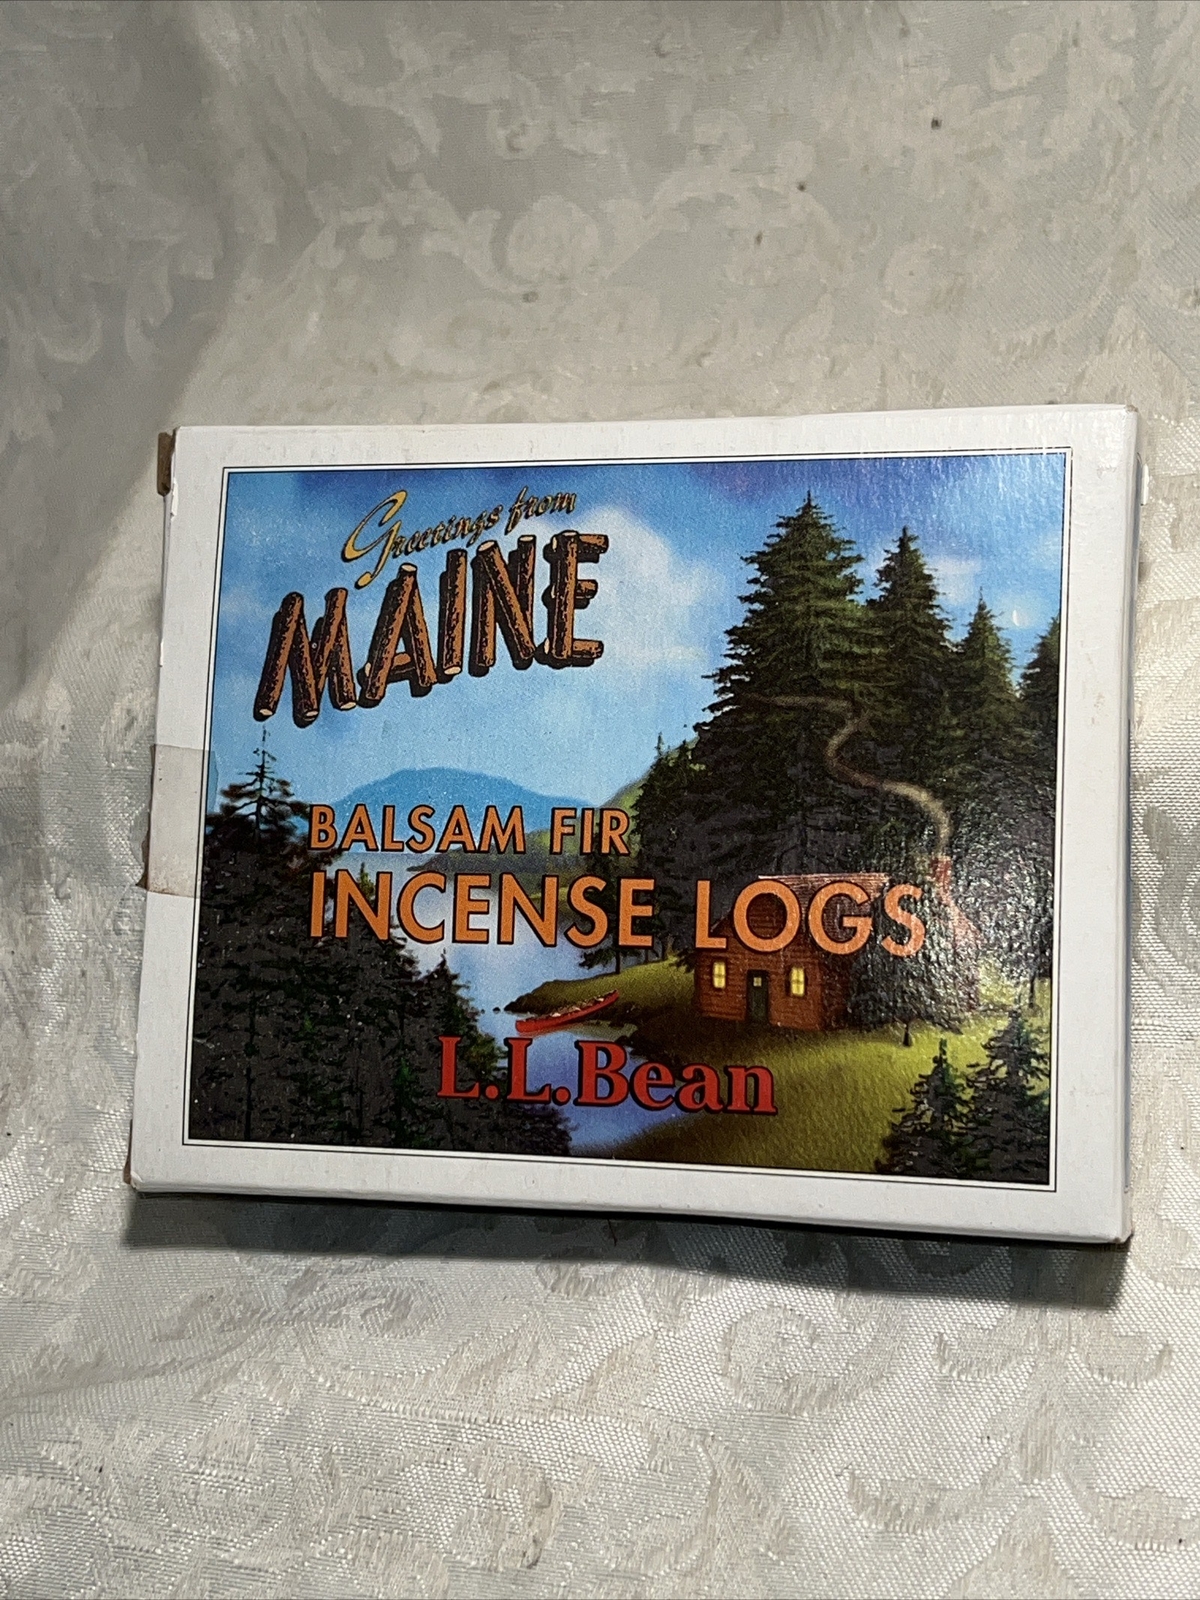 Greetings from
MAINE
BALSAM FIR
INCENSE LOGS
L.L.Bean